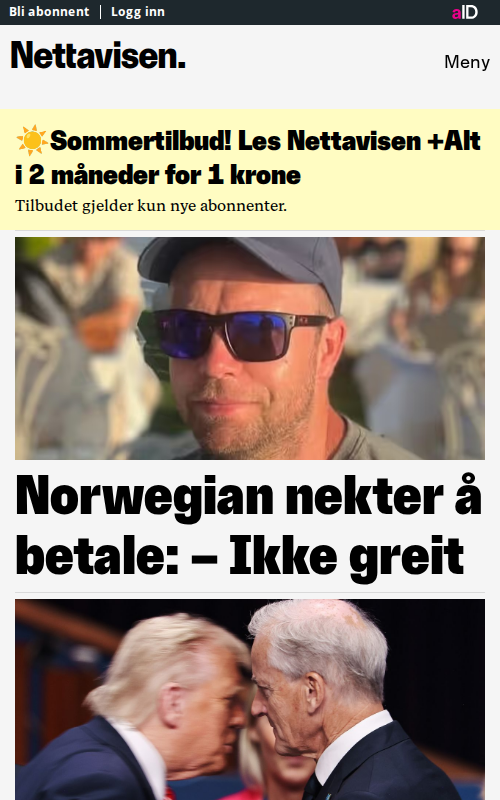 Bli abonnent | Logg inn
aID
Nettavisen.
Meny
☀️Sommertilbud! Les Nettavisen +Alt
i 2 måneder for 1 krone
Tilbudet gjelder kun nye abonnenter.
Norwegian nekter å
betale: – Ikke greit